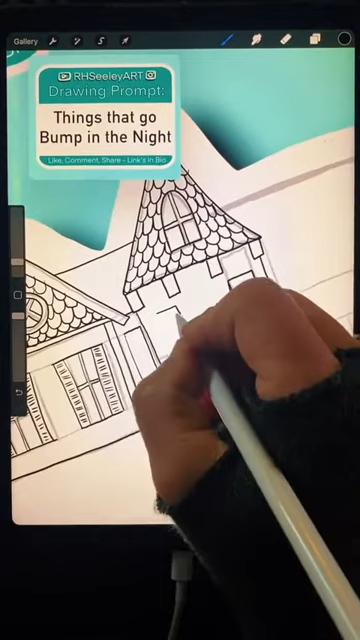 Gallery
RHSeeleyART
Drawing Prompt:
Things that go
Bump in the Night
Like, Comment, Share - Link's in Bio